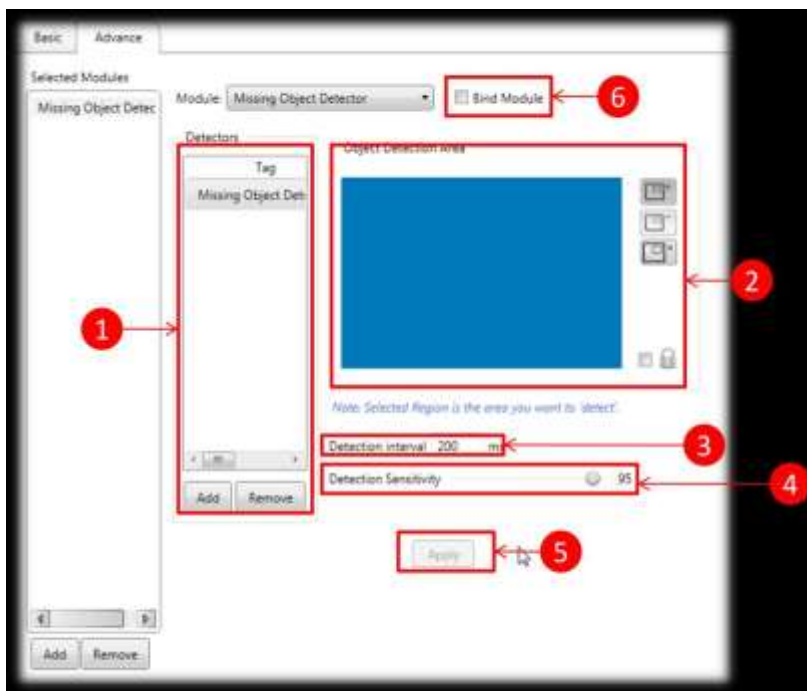 Basic Advance
Selected Modules
Missing Object Detec
Module: Missing Object Detector
Bind Module
6
Detectors
Tag
Missing Object Det
Object Detection Area
2
1
Note: Selected Region is the area you want to 'detect'.
Detection interval 200 ms
3
Detection Sensitivity 95
4
Add Remove
Apply
5
Add Remove